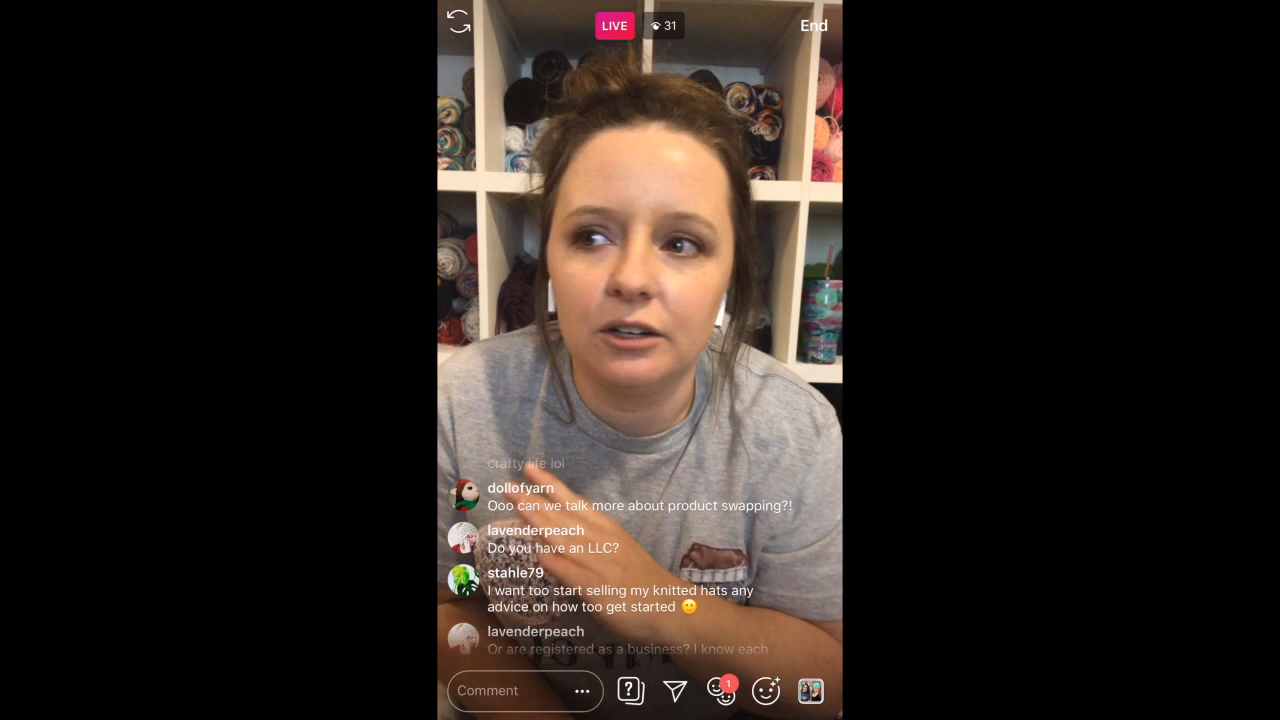 LIVE
31
End
crafty life lol
dollofyarn
Ooo can we talk more about product swapping?!
lavenderpeach
Do you have an LLC?
stahle79
I want too start selling my knitted hats any
advice on how too get started 🙂
lavenderpeach
Or are registered as a business? I know each
Comment
?
1